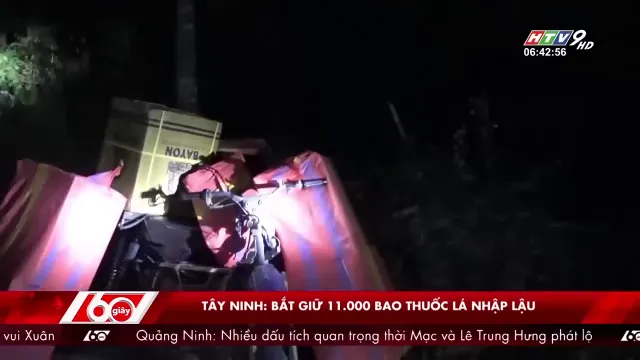 HTV9 HD
06:42:56
BAYON
60 giây
TÂY NINH: BẮT GIỮ 11.000 BAO THUỐC LÁ NHẬP LẬU
vui Xuân 60 Quảng Ninh: Nhiều dấu tích quan trọng thời Mạc và Lê Trung Hưng phát lộ